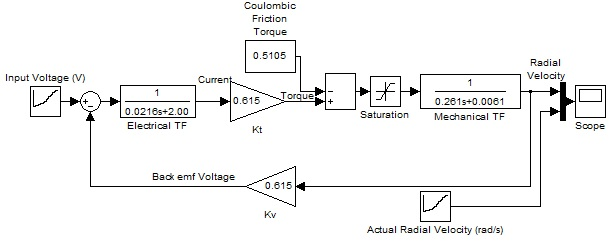 Coulombic
Friction
Torque
0.5105
Input Voltage (V)
1
0.0216s+2.00
Electrical TF
Current
0.615
Kt
Torque
Saturation
1
0.261s+0.0061
Mechanical TF
Radial
Velocity
Scope
Back emf Voltage
0.615
Kv
Actual Radial Velocity (rad/s)